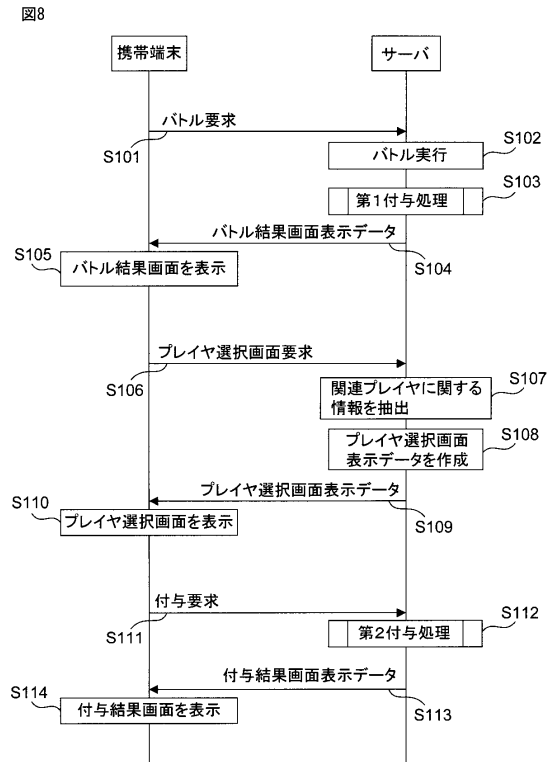 図8
携帯端末
サーバ
バトル要求
S101
バトル実行
S102
第1付与処理
S103
バトル結果画面表示データ
S104
S105
バトル結果画面を表示
プレイヤ選択画面要求
S106
関連プレイヤに関する
情報を抽出
S107
プレイヤ選択画面
表示データを作成
S108
プレイヤ選択画面表示データ
S109
S110
プレイヤ選択画面を表示
付与要求
S111
第2付与処理
S112
付与結果画面表示データ
S113
S114
付与結果画面を表示